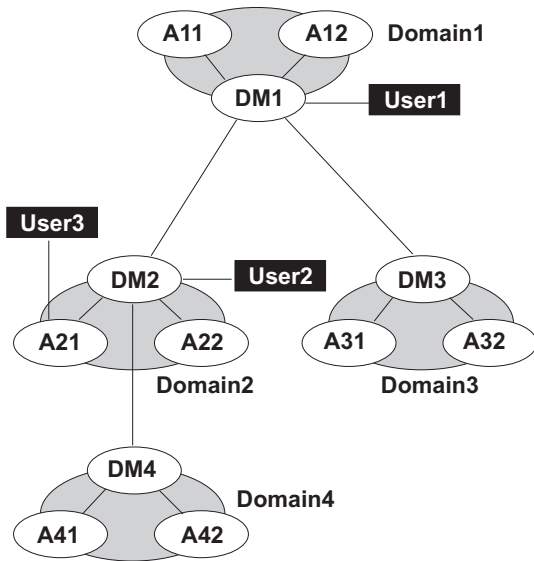 A11
A12
Domain1
DM1
User1
User3
DM2
User2
DM3
A21
A22
A31
A32
Domain2
Domain3
DM4
Domain4
A41
A42